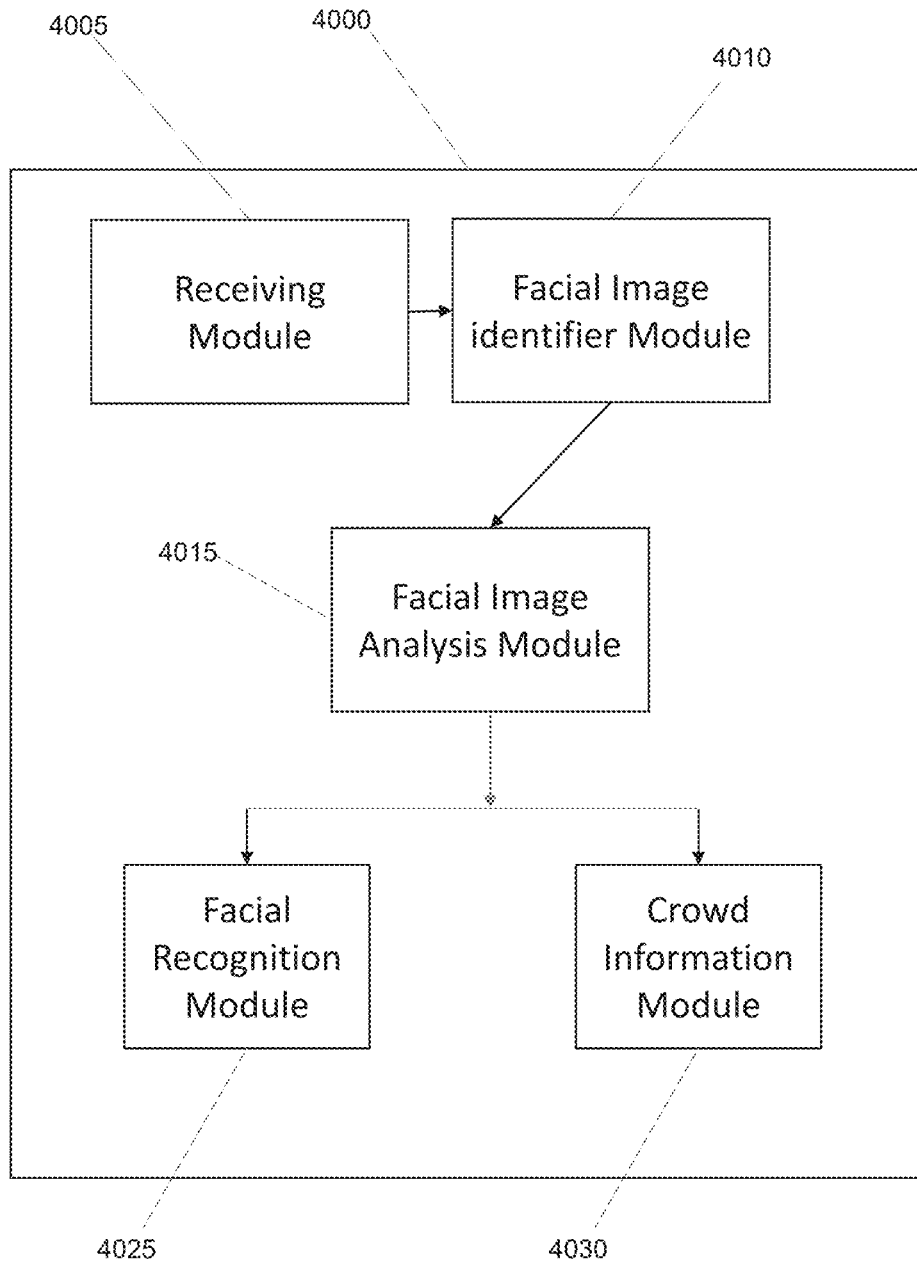 4005
4000
4010
Receiving
Module
Facial Image
identifier Module
4015
Facial Image
Analysis Module
Facial
Recognition
Module
Crowd
Information
Module
4025
4030